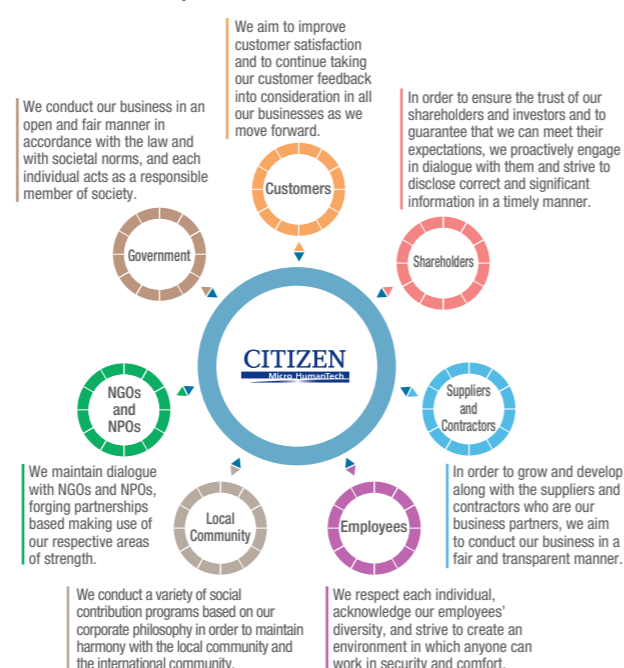 We aim to improve
customer satisfaction
and to continue taking
our customer feedback
into consideration in all
our businesses as we
move forward.
We conduct our business in an
open and fair manner in
accordance with the law and
with societal norms, and each
individual acts as a responsible
member of society.
In order to ensure the trust of our
shareholders and investors and to
guarantee that we can meet their
expectations, we proactively engage
in dialogue with them and strive to
disclose correct and significant
information in a timely manner.
Customers
Government
Shareholders
CITIZEN
Micro HumanTech
NGOs
and
NPOs
Suppliers
and
Contractors
We maintain dialogue
with NGOs and NPOs,
forging partnerships
based making use of
our respective areas
of strength.
Local
Community
Employees
In order to grow and develop
along with the suppliers and
contractors who are our
business partners, we aim
to conduct our business in a
fair and transparent manner.
We conduct a variety of social
contribution programs based on our
corporate philosophy in order to maintain
harmony with the local community and
the international community.
We respect each individual,
acknowledge our employees'
diversity, and strive to create an
environment in which anyone can
work in security and comfort.